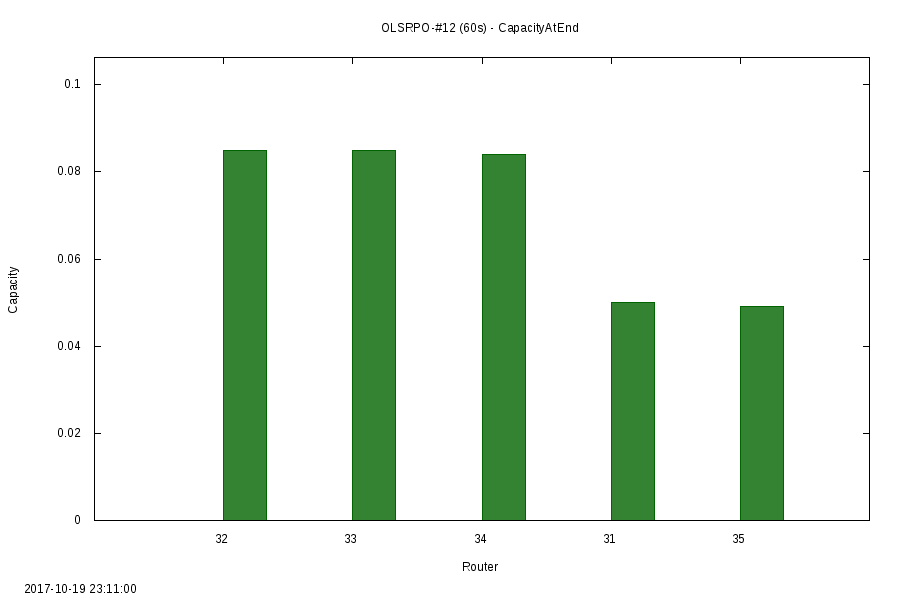 OLSRPO-#12 (60s) - CapacityAtEnd
0.1
0.08
0.06
0.04
0.02
0
Capacity
32 33 34 31 35
Router
2017-10-19 23:11:00